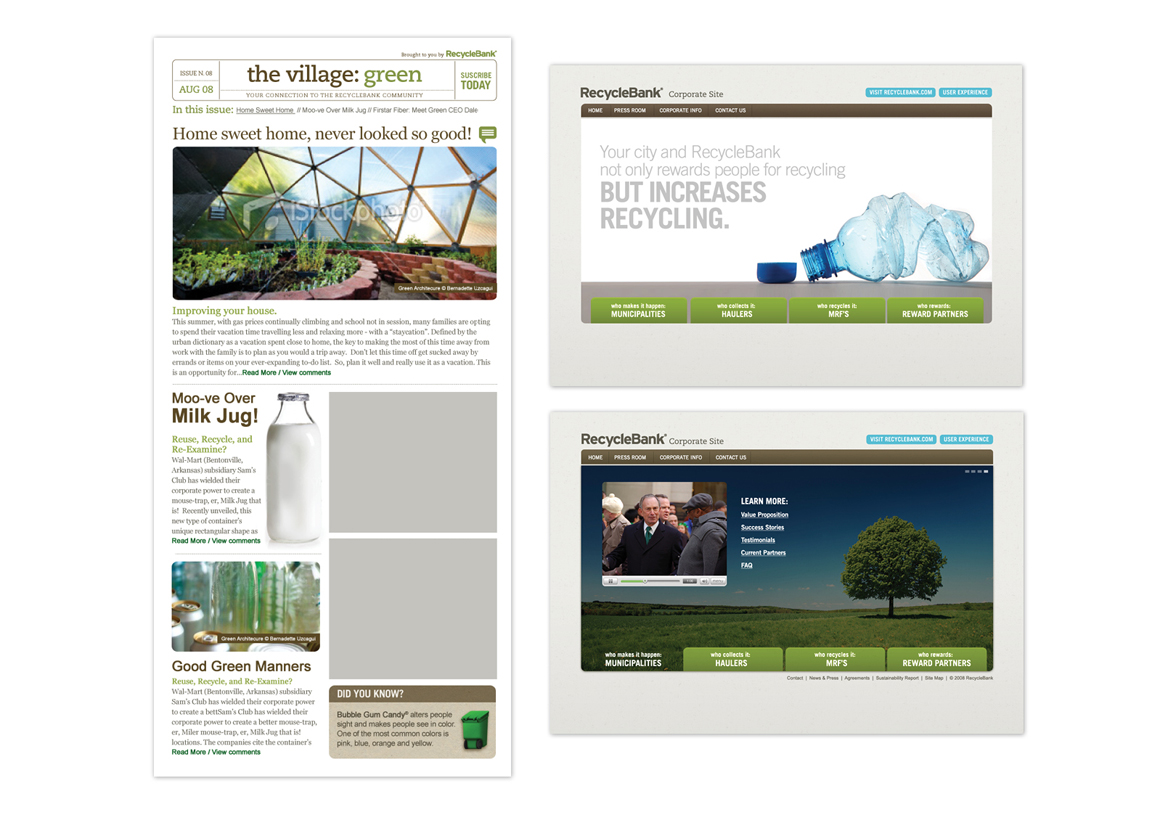 Brought to you by RecycleBank®
ISSUE N. 08
AUG 08
the village: green
YOUR CONNECTION TO THE RECYCLEBANK COMMUNITY
SUSCRIBE
TODAY
In this issue: Home Sweet Home // Moo-ve Over Milk Jug // Firstar Fiber: Meet Green CEO Dale
Home sweet home, never looked so good!
iStockphoto
Green Architecure © Bernadette Uzcagui
Improving your house.
This summer, with gas prices continually climbing and school not in session, many families are opting
to spend their vacation time travelling less and relaxing more - with a “staycation”. Defined by the
urban dictionary as a vacation spent close to home, the key to making the most of this time away from
work with the family is to plan as you would a trip away. Don't let this time off get sucked away by
errands or items on your ever-expanding to-do list. So, plan it well and really use it as a vacation. This
is an opportunity for...Read More / View comments
Moo-ve Over
Milk Jug!
Reuse, Recycle, and
Re-Examine?
Wal-Mart (Bentonville,
Arkansas) subsidiary Sam's
Club has wielded their
corporate power to create a
mouse-trap, er, Milk Jug that
is! Recently unveiled, this
new type of container's
unique rectangular shape as
Read More / View comments
Green Architecure © Bernadette Uzcagui
Good Green Manners
Reuse, Recycle, and Re-Examine?
Wal-Mart (Bentonville, Arkansas) subsidiary
Sam's Club has wielded their corporate power
to create a bettSam's Club has wielded their
corporate power to create a better mouse-trap,
er, Miler mouse-trap, er, Milk Jug that is!
locations. The companies cite the container's
Read More / View comments
DID YOU KNOW?
Bubble Gum Candy® alters people
sight and makes people see in color.
One of the most common colors is
pink, blue, orange and yellow.
RecycleBank® Corporate Site
VISIT RECYCLEBANK.COM
USER EXPERIENCE
HOME PRESS ROOM CORPORATE INFO CONTACT US
Your city and RecycleBank
not only rewards people for recycling
BUT INCREASES
RECYCLING.
who makes it happen:
MUNICIPALITIES
who collects it:
HAULERS
who recycles it:
MRF'S
who rewards:
REWARD PARTNERS
RecycleBank® Corporate Site
VISIT RECYCLEBANK.COM
USER EXPERIENCE
HOME PRESS ROOM CORPORATE INFO CONTACT US
LEARN MORE:
Value Proposition
Success Stories
Testimonials
Current Partners
FAQ
who makes it happen:
MUNICIPALITIES
who collects it:
HAULERS
who recycles it:
MRF'S
who rewards:
REWARD PARTNERS
Contact | News & Press | Agreements | Sustainability Report | Site Map | © 2008 RecycleBank